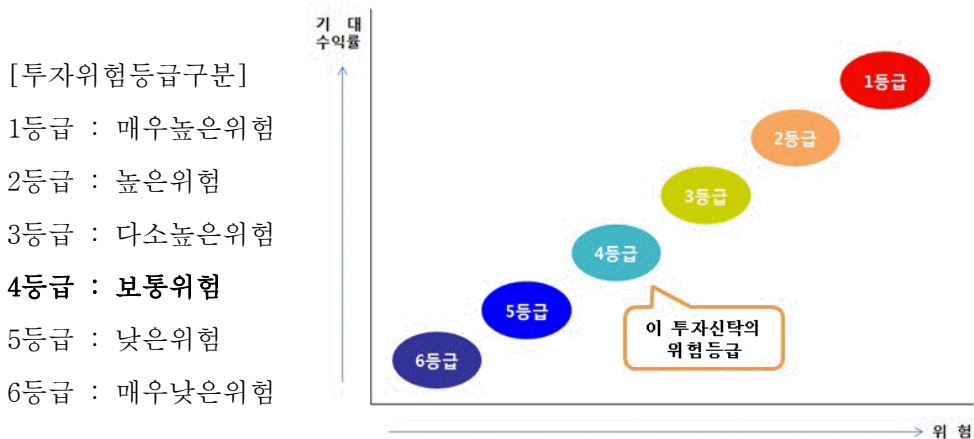 [투자위험등급구분]
1등급 : 매우높은위험
2등급 : 높은위험
3등급 : 다소높은위험
4등급 : 보통위험
5등급 : 낮은위험
6등급 : 매우낮은위험
기 대
수익률
1등급
2등급
3등급
4등급
5등급
6등급
이 투자신탁의
위험등급
위 험